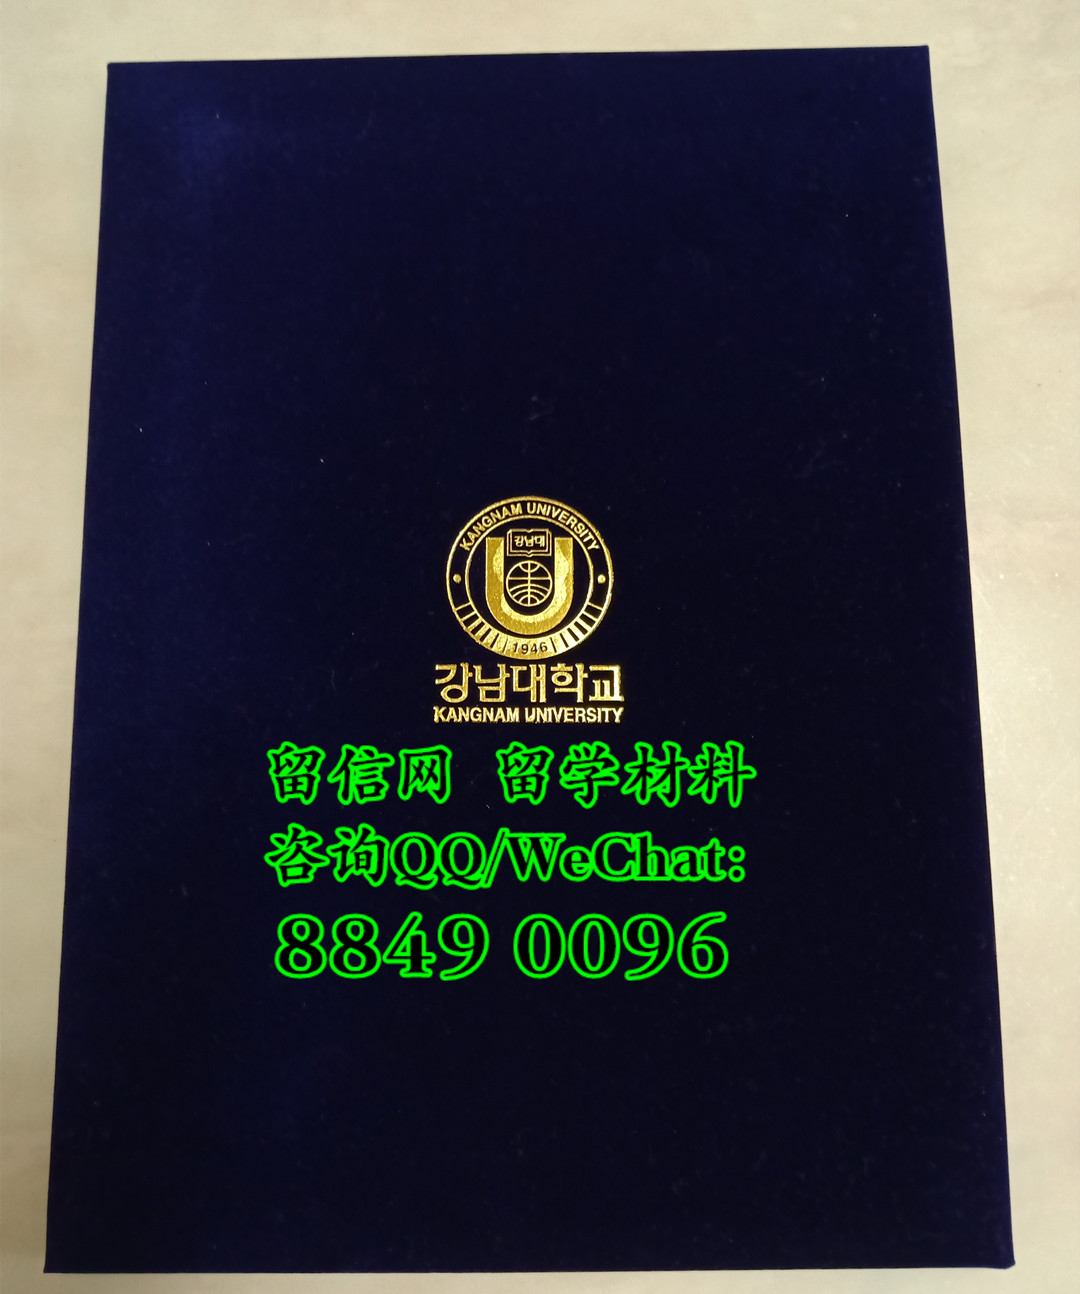 KANGNAM UNIVERSITY
강남대
1946
강남대학교
KANGNAM UNIVERSITY
留信网 留学材料
咨询QQ/WeChat:
8849 0096